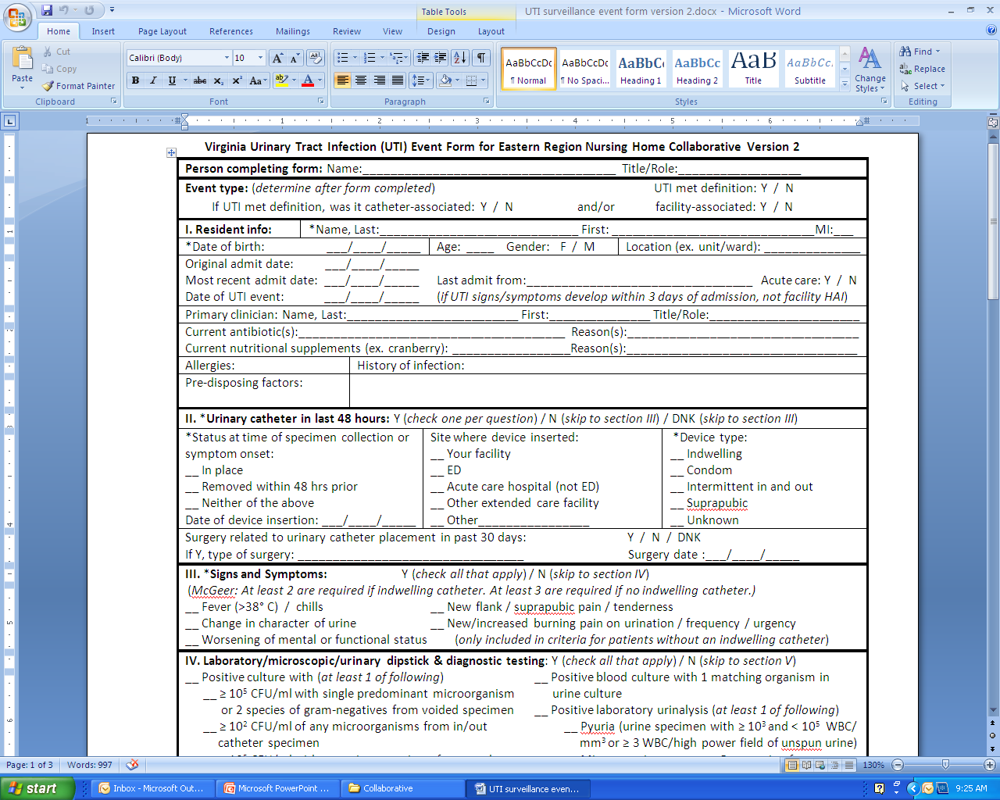 Table Tools
UTI surveillance event form version 2.docx - Microsoft Word
Home Insert Page Layout References Mailings Review View Design Layout
Paste
Cut
Copy
Format Painter
Clipboard
Calibri (Body) 10
B I U abc x₂ x² Aa
Font
Paragraph
AaBbCcDc AaBbCcDc AaBbCc AaBbCc AaB AaBbCc.
¶ Normal ¶ No Spaci... Heading 1 Heading 2 Title Subtitle
Change Styles
Styles
Find
Replace
Select
Editing
1 1 2 3 4 5 6
Virginia Urinary Tract Infection (UTI) Event Form for Eastern Region Nursing Home Collaborative Version 2
Person completing form: Name:____________________________________ Title/Role:__________________
Event type: (determine after form completed) UTI met definition: Y / N
If UTI met definition, was it catheter-associated: Y / N and/or facility-associated: Y / N
I. Resident info: *Name, Last:_____________________________ First: _____________________________MI:___
*Date of birth: ___/____/_____ Age: ____ Gender: F / M Location (ex. unit/ward): ______________
Original admit date: ___/____/_____
Most recent admit date: ___/____/_____ Last admit from:________________________________ Acute care: Y / N
Date of UTI event: ___/____/_____ (if UTI signs/symptoms develop within 3 days of admission, not facility HAI)
Primary clinician: Name, Last:_________________________ First:_______________ Title/Role:______________________
Current antibiotic(s):______________________________________ Reason(s):_________________________________
Current nutritional supplements (ex. cranberry): _________________Reason(s):_________________________________
Allergies: History of infection:
Pre-disposing factors:
II. *Urinary catheter in last 48 hours: Y (check one per question) / N (skip to section III) / DNK (skip to section III)
*Status at time of specimen collection or symptom onset:
__ In place
__ Removed within 48 hrs prior
__ Neither of the above
Date of device insertion: ___/____/_____
Site where device inserted:
__ Your facility
__ ED
__ Acute care hospital (not ED)
__ Other extended care facility
__ Other________________
*Device type:
__ Indwelling
__ Condom
__ Intermittent in and out
__ Suprapubic
__ Unknown
Surgery related to urinary catheter placement in past 30 days: Y / N / DNK
If Y, type of surgery: ________________________________ Surgery date :___/____/_____
III. *Signs and Symptoms: Y (check all that apply) / N (skip to section IV)
(McGeer: At least 2 are required if indwelling catheter. At least 3 are required if no indwelling catheter.)
__ Fever (>38° C) / chills __ New flank / suprapubic pain / tenderness
__ Change in character of urine __ New/increased burning pain on urination / frequency / urgency
__ Worsening of mental or functional status (only included in criteria for patients without an indwelling catheter)
IV. Laboratory/microscopic/urinary dipstick & diagnostic testing: Y (check all that apply) / N (skip to section V)
__ Positive culture with (at least 1 of following)
__ ≥ 10⁵ CFU/ml with single predominant microorganism
or 2 species of gram-negatives from voided specimen
__ ≥ 10² CFU/ml of any microorganisms from in/out
catheter specimen
__ Positive blood culture with 1 matching organism in
urine culture
__ Positive laboratory urinalysis (at least 1 of following)
__ Pyuria (urine specimen with ≥ 10³ and < 10⁵ WBC/
mm³ or ≥ 3 WBC/high power field of unspun urine)
Page: 1 of 3 Words: 997 130%
start Inbox - Microsoft Out... Microsoft PowerPoint ... Collaborative UTI surveillance even... 9:25 AM